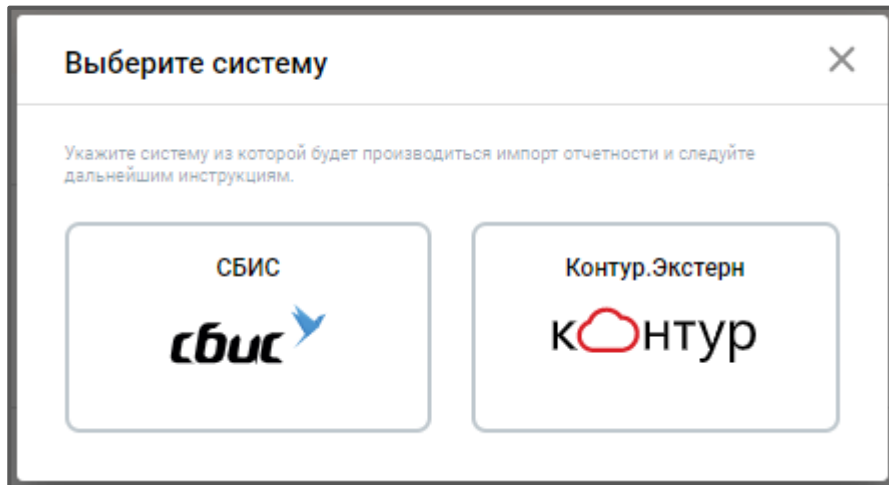 Выберите систему
Укажите систему из которой будет производиться импорт отчетности и следуйте
дальнейшим инструкциям.
СБИС
Контур.Экстерн
сбис
контур